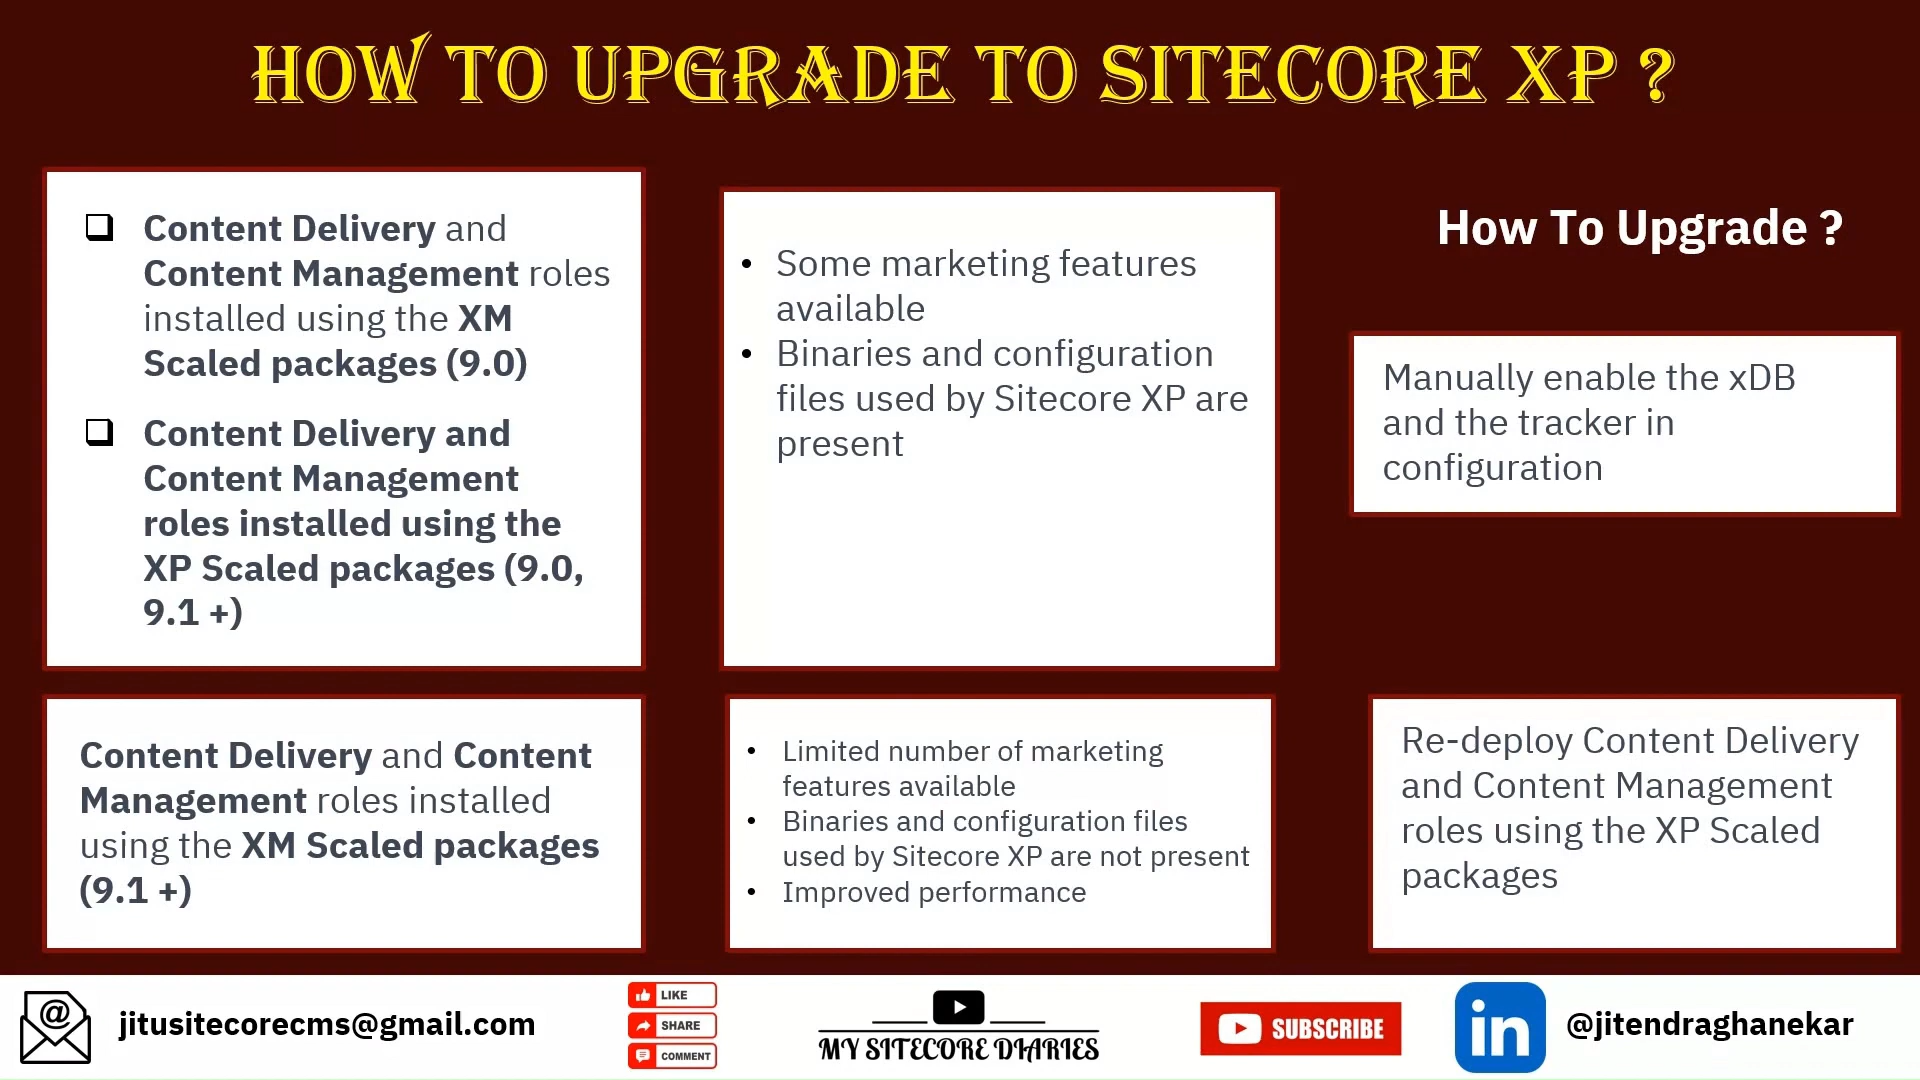 HOW TO UPGRADE TO SITECORE XP ?
Content Delivery and
Content Management roles
installed using the XM
Scaled packages (9.0)
Content Delivery and
Content Management
roles installed using the
XP Scaled packages (9.0,
9.1 +)
• Some marketing features
available
• Binaries and configuration
files used by Sitecore XP are
present
How To Upgrade ?
Manually enable the xDB
and the tracker in
configuration
Content Delivery and Content
Management roles installed
using the XM Scaled packages
(9.1 +)
• Limited number of marketing
features available
• Binaries and configuration files
used by Sitecore XP are not present
• Improved performance
Re-deploy Content Delivery
and Content Management
roles using the XP Scaled
packages
@
jitusitecorecms@gmail.com
LIKE
SHARE
COMMENT
MY SITECORE DIARIES
SUBSCRIBE
in
@jitendraghanekar